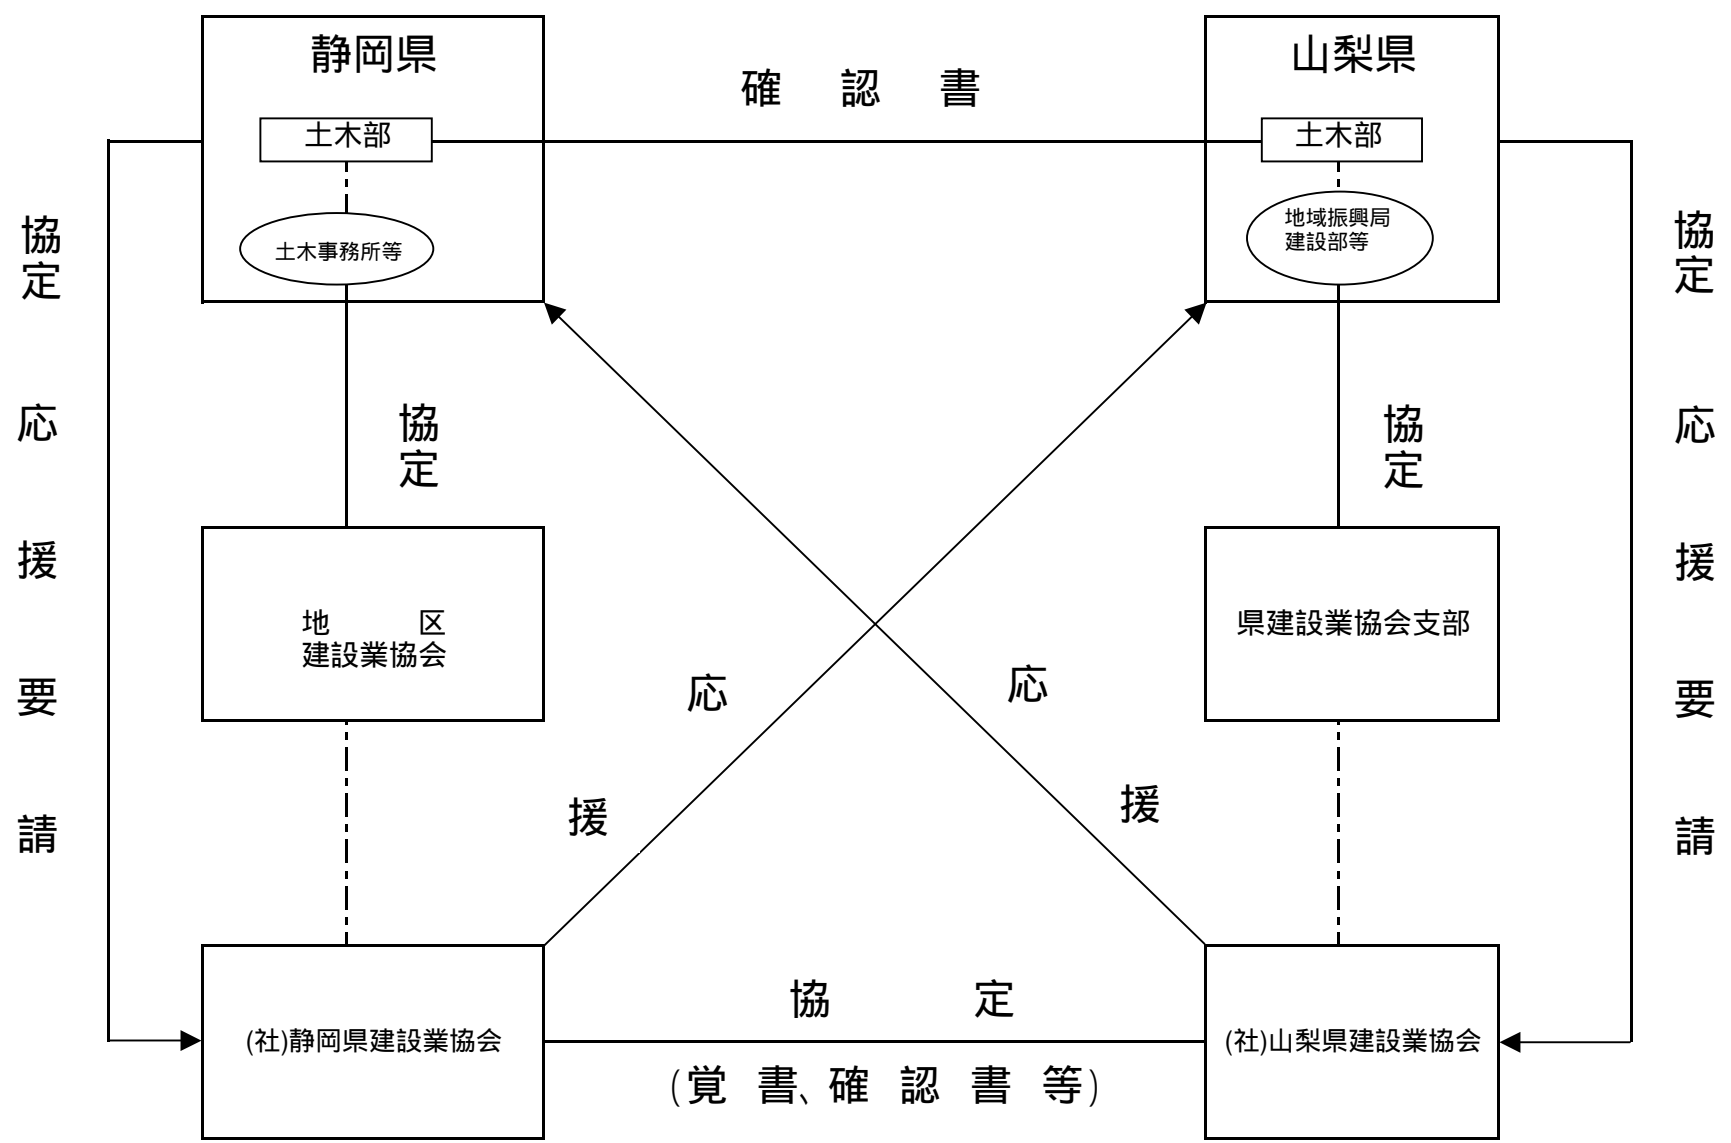 静岡県
山梨県
確 認 書
土木部
土木部
土木事務所等
地域振興局
建設部等
協定
応援要請
協定
応援要請
協定
協定
地 区
建設業協会
県建設業協会支部
応援
応援
(社)静岡県建設業協会
協 定
(覚 書、確 認 書 等)
(社)山梨県建設業協会